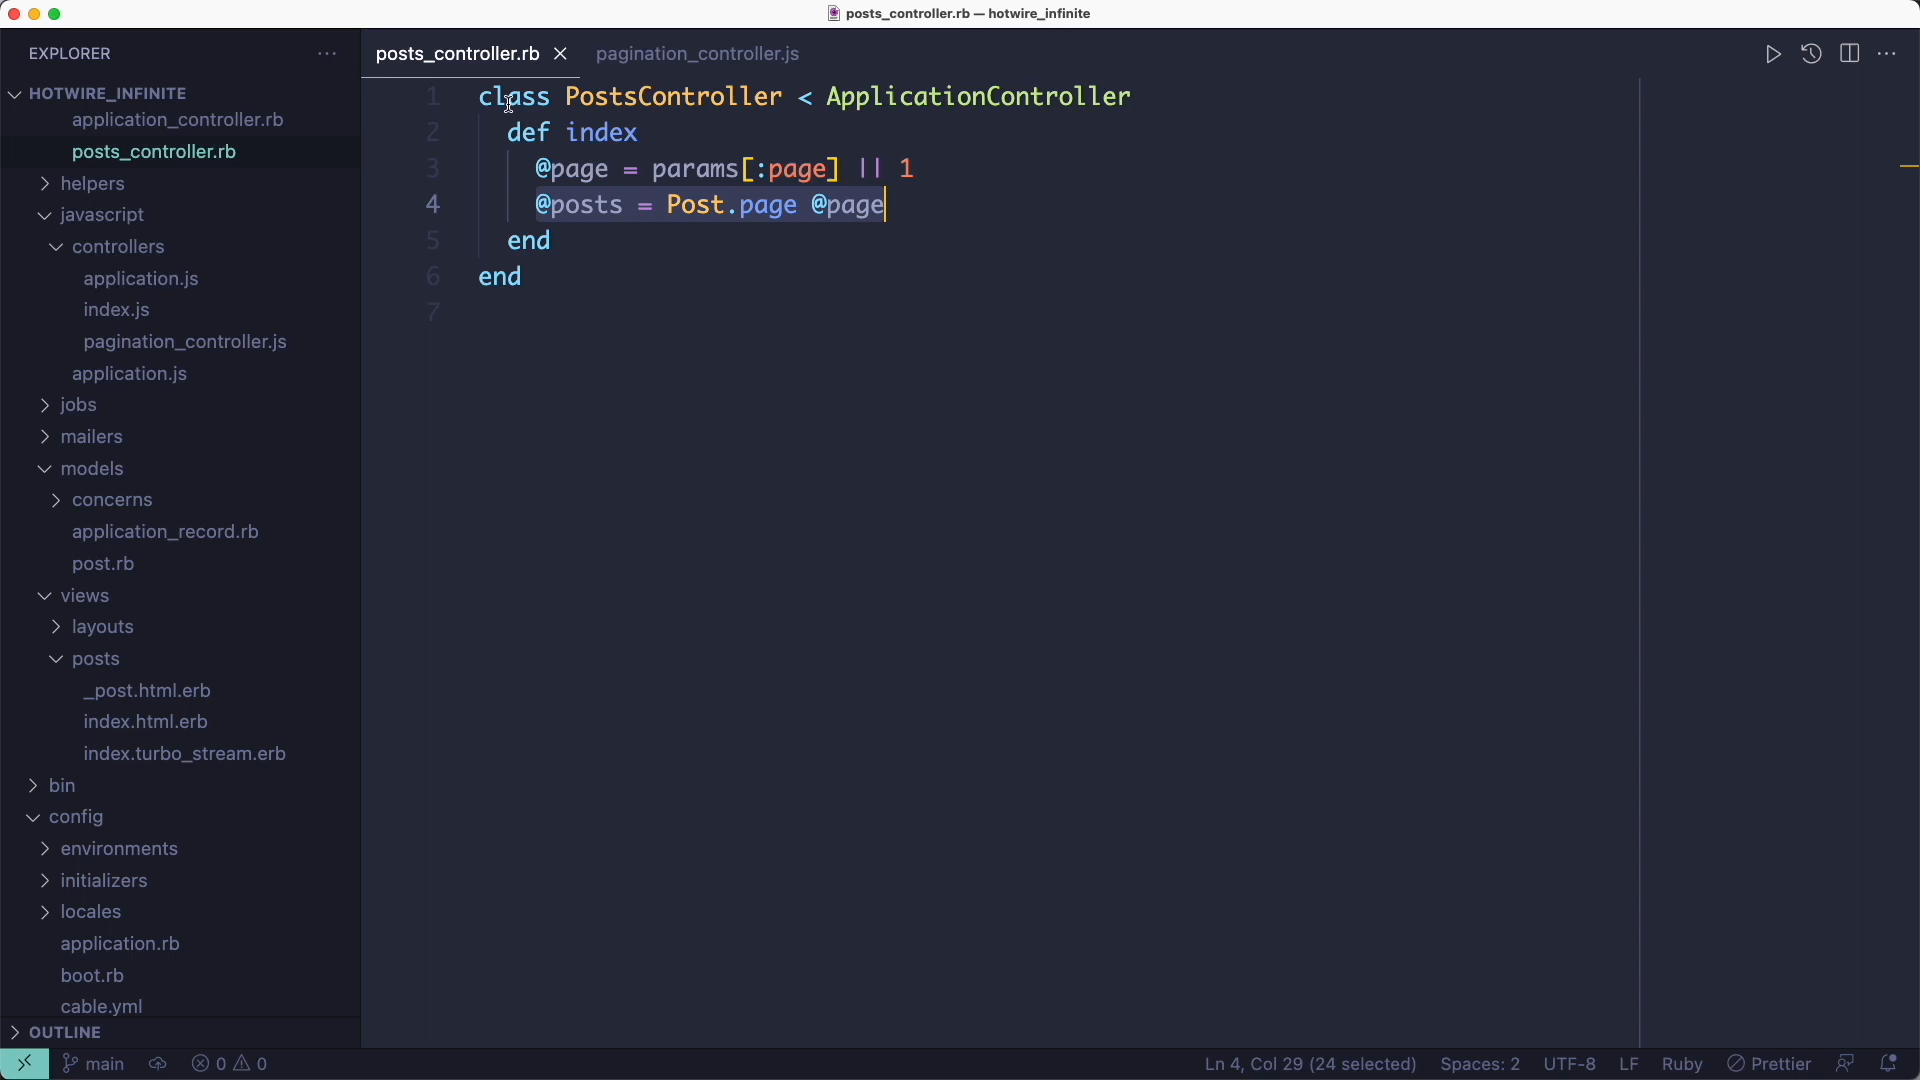 posts_controller.rb — hotwire_infinite
EXPLORER
posts_controller.rb
pagination_controller.js
HOTWIRE_INFINITE
application_controller.rb
posts_controller.rb
helpers
javascript
controllers
application.js
index.js
pagination_controller.js
application.js
jobs
mailers
models
concerns
application_record.rb
post.rb
views
layouts
posts
_post.html.erb
index.html.erb
index.turbo_stream.erb
bin
config
environments
initializers
locales
application.rb
boot.rb
cable.yml
OUTLINE
1 class PostsController < ApplicationController
2 def index
3 @page = params[:page] || 1
4 @posts = Post.page @page
5 end
6 end
7
main
0
0
Ln 4, Col 29 (24 selected)
Spaces: 2
UTF-8
LF
Ruby
Prettier